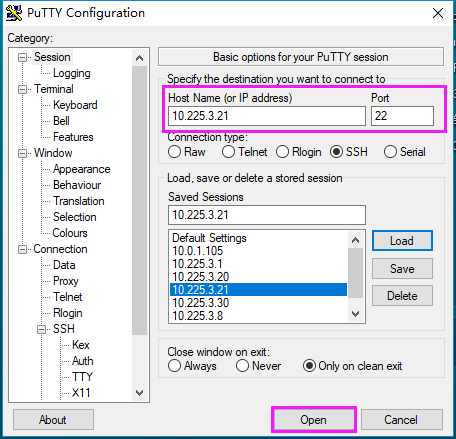 PuTTY Configuration
Category:
Session
Logging
Terminal
Keyboard
Bell
Features
Window
Appearance
Behaviour
Translation
Selection
Colours
Connection
Data
Proxy
Telnet
Rlogin
SSH
Kex
Auth
TTY
X11
Basic options for your PuTTY session
Specify the destination you want to connect to
Host Name (or IP address) Port
10.225.3.21 22
Connection type:
Raw Telnet Rlogin SSH Serial
Load, save or delete a stored session
Saved Sessions
10.225.3.21
Default Settings
10.0.1.105
10.225.3.1
10.225.3.20
10.225.3.21
10.225.3.30
10.225.3.8
Load
Save
Delete
Close window on exit:
Always Never Only on clean exit
About Open Cancel